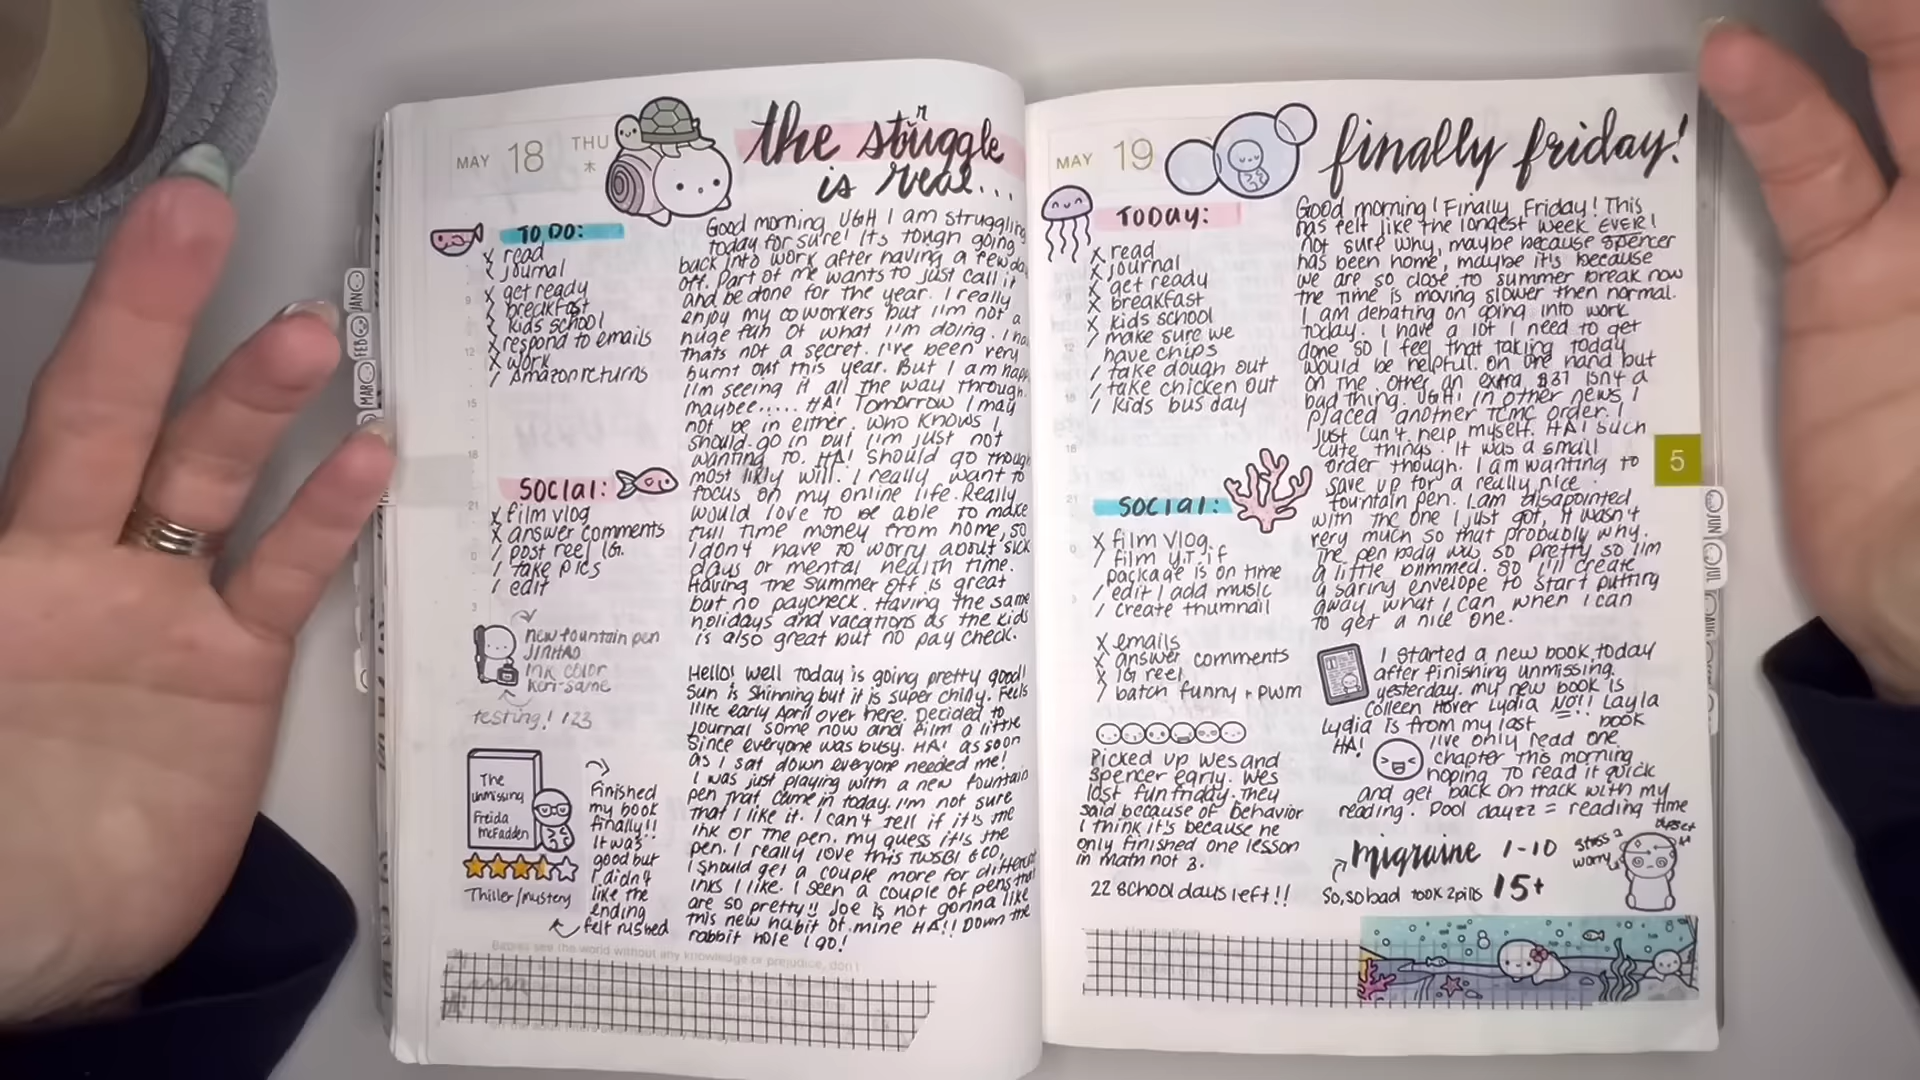 MAY 18 THU
木
the struggle
is real...
TO DO:
x read
x journal
x get ready
x breakfast
x kids school
x respond to emails
x work
/ Amazon returns
SOCIAL:
x film vlog
x answer comments
/ post reel IG.
/ take pics
/ edit
new fountain pen
JINHAO
ink color
Keri-same
testing! 123
The
unmissing
Freida
McFadden
Finished
my book
finally!!
It was
good but
I didn't
like the
ending
felt rushed
Thiller/mystery
Good morning UGH I am struggling
today for sure! Its tough going
back into work after having a few day
off. Part of me wants to just call it
and be done for the year. I really
enjoy my coworkers but I'm not a
huge fan of what I'm doing. I
thats not a secret. I've been very
burnt out this year. But I am
I'm seeing it all the way through.
maybee..... HA! Tomorrow I may
not be in either. Who knows I
should go in but I'm just not
wanting to. HA! Should go though
most likly will. I really want to
focus on my online life. Really
would love to be able to make
full time money from home, so
I don't have to worry about sick
days or mental health time.
Having the summer off is great
but no paycheck. Having the same
holidays and vacations as the kids
is also great but no pay check.
Hello! Well today is going pretty good!
Sun is shinning but it is super chilly. Feels
like early April over here. Decided to
journal some now and film a little
since everyone was busy. HA! as soon
as I sat down everyone needed me!
I was just playing with a new fountain
pen that came in today. I'm not sure
that I like it. I can't tell if it's the
ink or the pen. my guess it's the
pen. I really love this TWSBI ECO,
I should get a couple more for different
inks I like. I seen a couple of pens that
are so pretty!! Joe is not gonna like
this new habit of mine HA!! Down the
rabbit hole I go!
Babies see the world without any knowledge or prejudice, don't
JAN
FEB
MAR
MAY 19
finally friday!
TODAY:
x read
x journal
x get ready
x breakfast
x kids school
/ make sure we
have chips
/ take dough out
/ take chicken out
/ kids bus day
SOCIAL:
x film vlog
/ film Y.T if
package is on time
/ edit / add music
/ create thumnail
x emails
x answer comments
x IG reel
/ batch funny + pwm
Picked up Wes and
Spencer early. Wes
lost fun friday. They
said because of behavior
I think it's because he
only finished one lesson
in math not 3.
22 school days left!!
Good morning! Finally Friday! This
has felt like the longest week EVER!
not sure why, maybe because Spencer
has been home, maybe it's because
we are so close to summer break now
the time is moving slower then normal.
I am debating on going into work
today. I have a lot I need to get
done so I feel that taking today
would be helpful on one hand but
on the other an extra $37 isn't a
bad thing. UGH! In other news I
placed another TCMC order. I
just can't help myself. HA! Such
cute things. It was a small
order though. I am wanting to
save up for a really nice
fountain pen. I am disapointed
with the one I just got, it wasn't
very much so that probably why.
The pen body was so pretty so I'm
a little bummed. So I'll create
a saving envelope to start putting
away what I can when I can
to get a nice one.
I started a new book today
after finishing unmissing.
yesterday. my new book is
Colleen Hover Lydia NO!! Layla
Lydia is from my last book
HA! I've only read one
chapter this morning
hoping to read it quick
and get back on track with my
reading. Pool dayzz = reading time
migraine 1-10
So, so bad took 2 pills 15+
stress
worry
upset
5
JUN
JUL
AUG